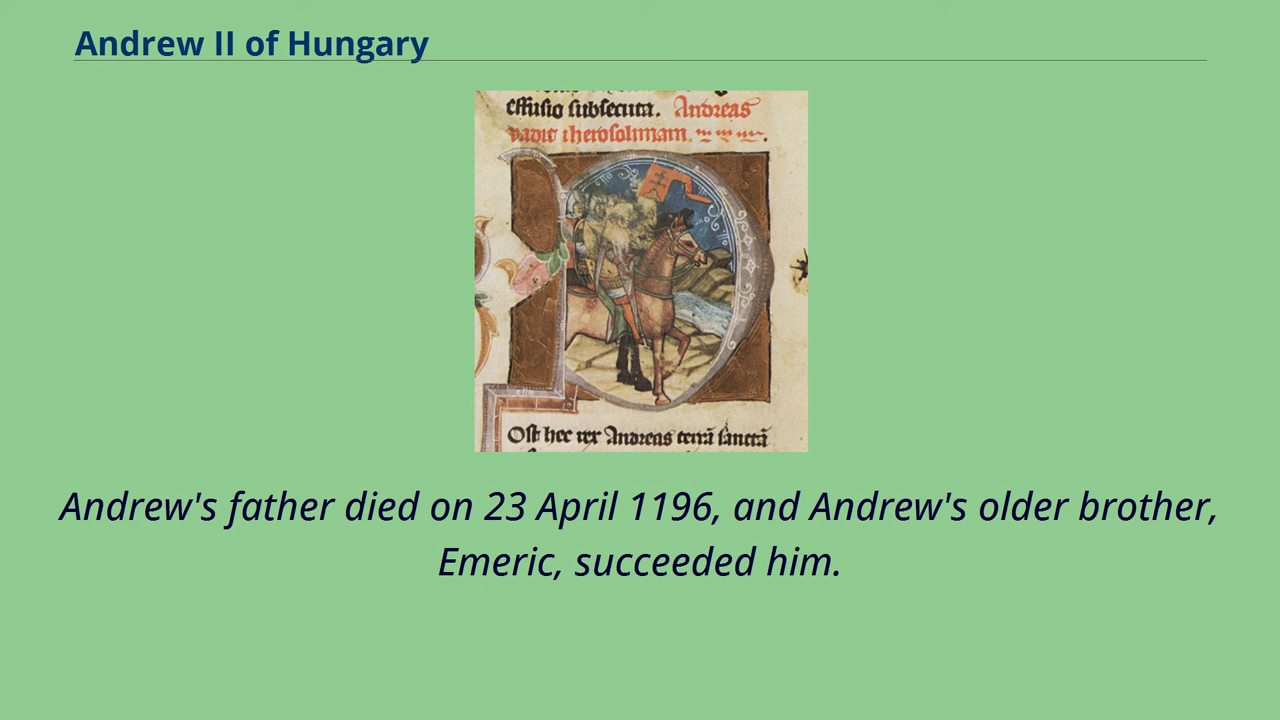 Andrew II of Hungary
effusio subsecuta. Andreas
vadit iherosolimam.
Ost hec rex Andreas terrā sanctā
Andrew's father died on 23 April 1196, and Andrew's older brother,
Emeric, succeeded him.